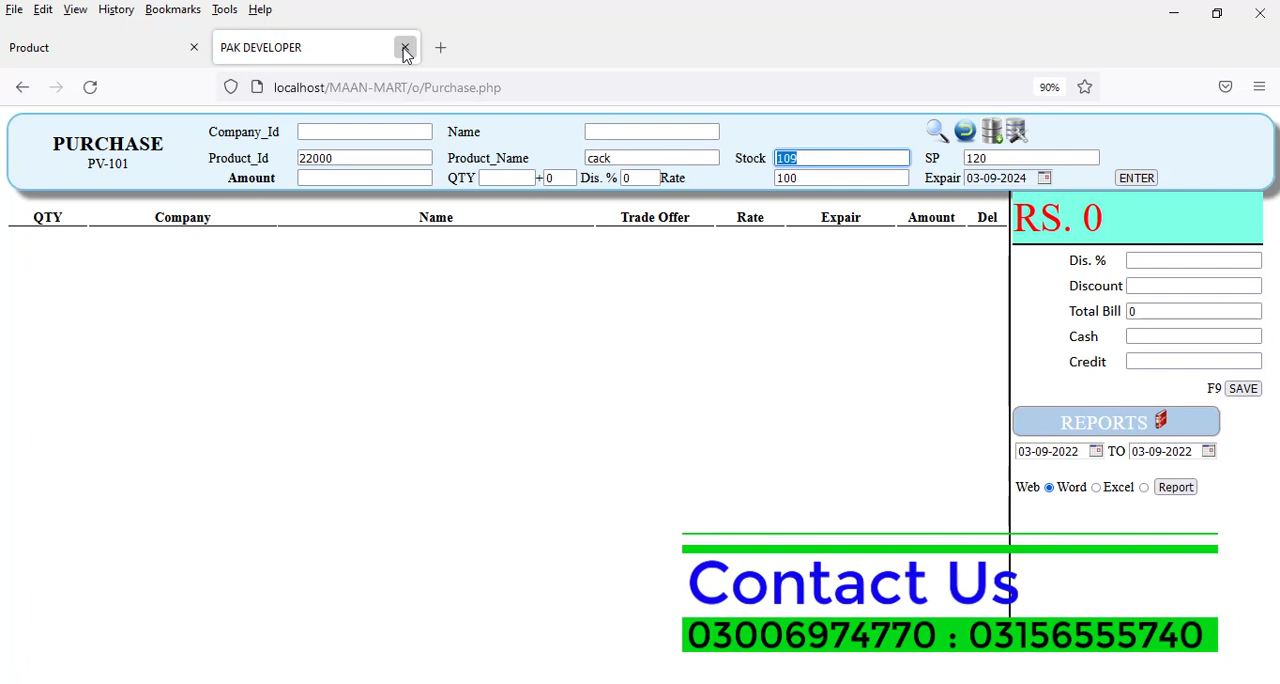 File Edit View History Bookmarks Tools Help
Product
PAK DEVELOPER
localhost/MAAN-MART/o/Purchase.php
90%
PURCHASE
PV-101
Company_Id
Name
Product_Id 22000
Product_Name cack
Stock 109
SP 120
Amount
QTY + 0 Dis. % 0 Rate 100
Expair 03-09-2024
ENTER
QTY Company Name Trade Offer Rate Expair Amount Del
RS. 0
Dis. %
Discount
Total Bill 0
Cash
Credit
F9 SAVE
REPORTS
03-09-2022 TO 03-09-2022
Web Word Excel Report
Contact Us
03006974770 : 03156555740